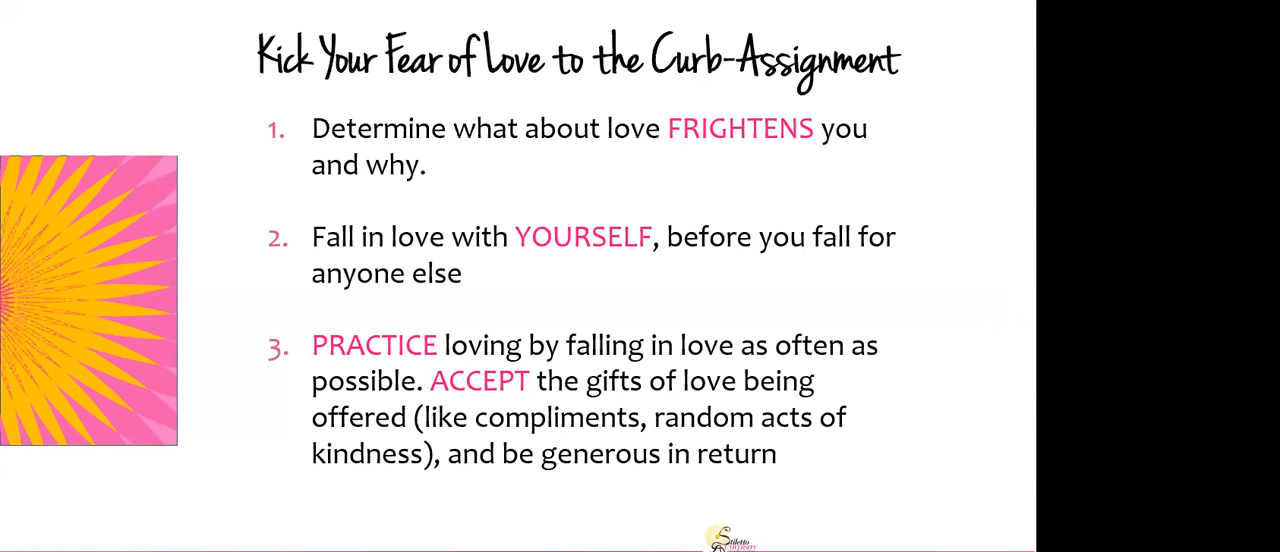 Kick Your Fear of Love to the Curb-Assignment
1. Determine what about love FRIGHTENS you
and why.
2. Fall in love with YOURSELF, before you fall for
anyone else
3. PRACTICE loving by falling in love as often as
possible. ACCEPT the gifts of love being
offered (like compliments, random acts of
kindness), and be generous in return
Stiletto